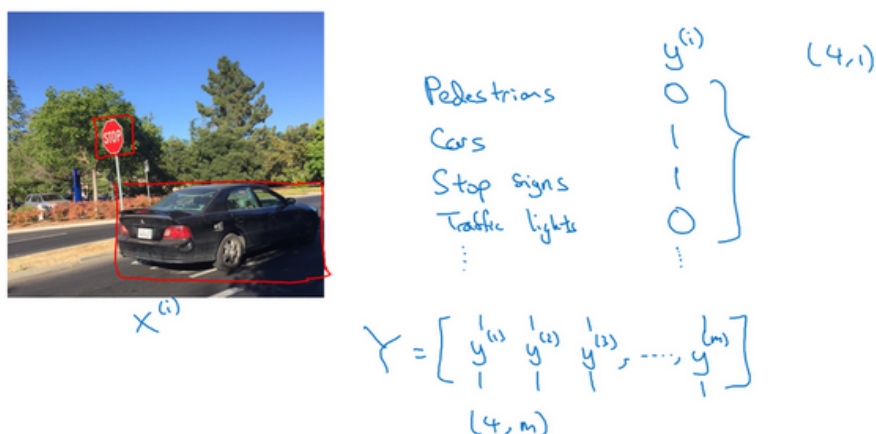 STOP
x^(i)
y^(i) (4,1)
Pedestrians 0
Cars 1
Stop signs 1
Traffic lights 0
⋮ ⋮
Y = [ y^(1) y^(2) y^(3), ...., y^(m) ]
(4, m)